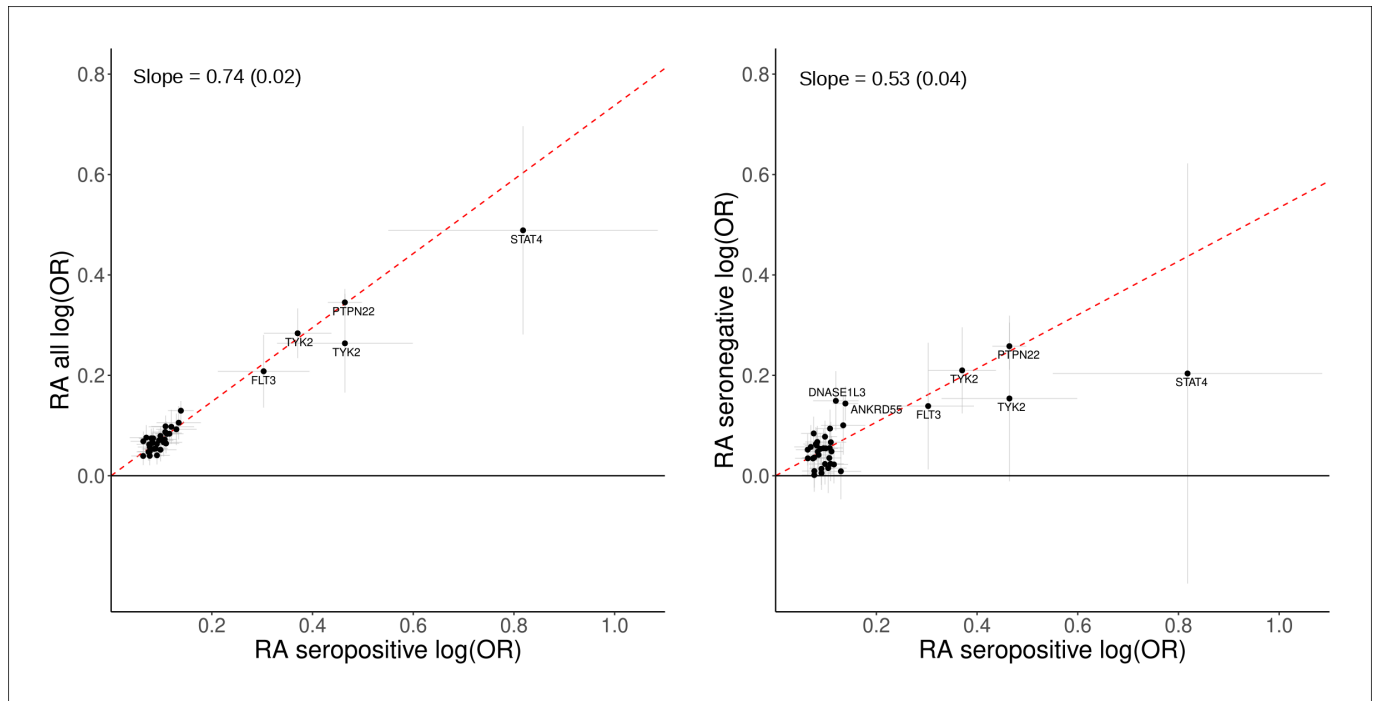 Slope = 0.74 (0.02)
RA all log(OR)
0.8
0.6
0.4
0.2
0.0
STAT4
PTPN22
TYK2
TYK2
FLT3
0.2 0.4 0.6 0.8 1.0
RA seropositive log(OR)
Slope = 0.53 (0.04)
RA seronegative log(OR)
0.8
0.6
0.4
0.2
0.0
PTPN22
TYK2
STAT4
DNASE1L3
ANKRD55
FLT3
TYK2
0.2 0.4 0.6 0.8 1.0
RA seropositive log(OR)